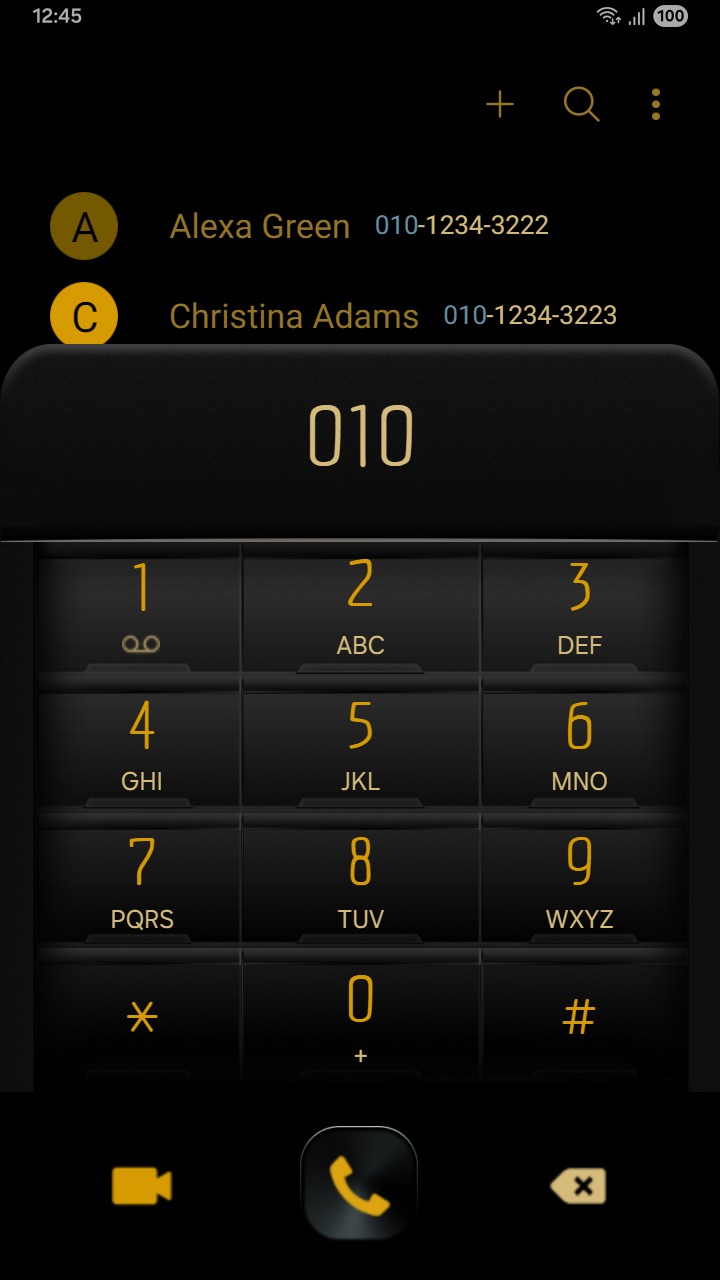 12:45 100
A Alexa Green 010-1234-3222
C Christina Adams 010-1234-3223
010
1 2 3
ABC DEF
4 5 6
GHI JKL MNO
7 8 9
PQRS TUV WXYZ
* 0 #
+